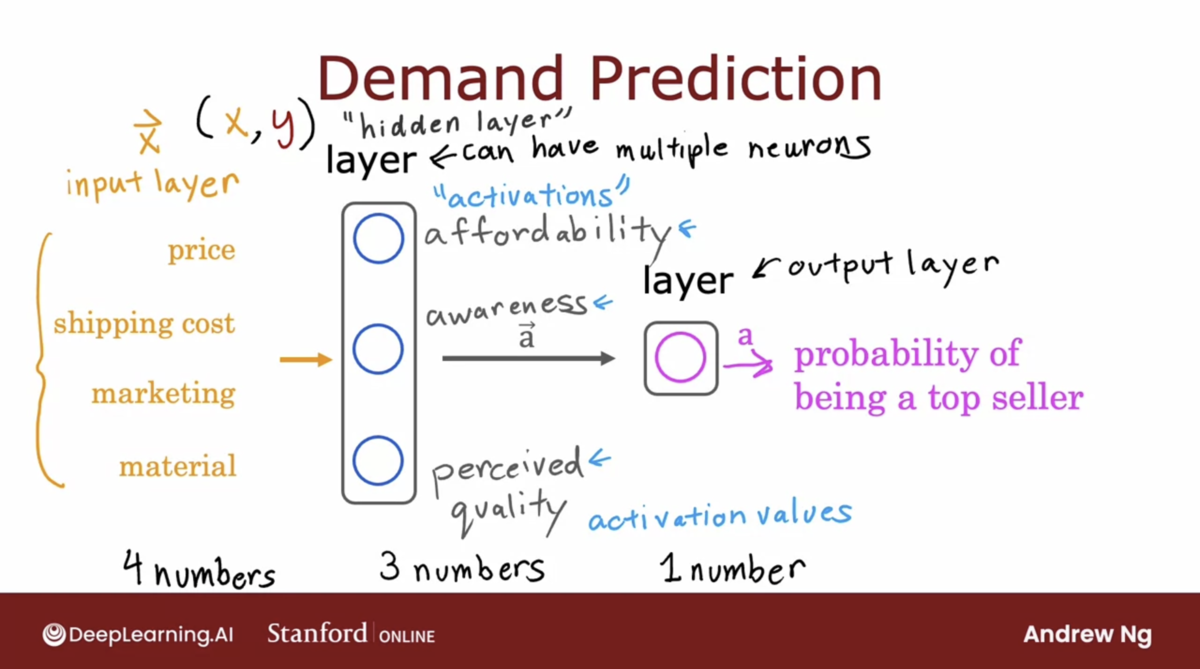 Demand Prediction
x⃗ (x, y)
"hidden layer"
layer ← can have multiple neurons
input layer
"activations"
price
affordability ←
layer ← output layer
shipping cost
awareness ←
a⃗
a
marketing
probability of
being a top seller
material
perceived ←
quality
activation values
4 numbers
3 numbers
1 number
DeepLearning.AI
Stanford | ONLINE
Andrew Ng